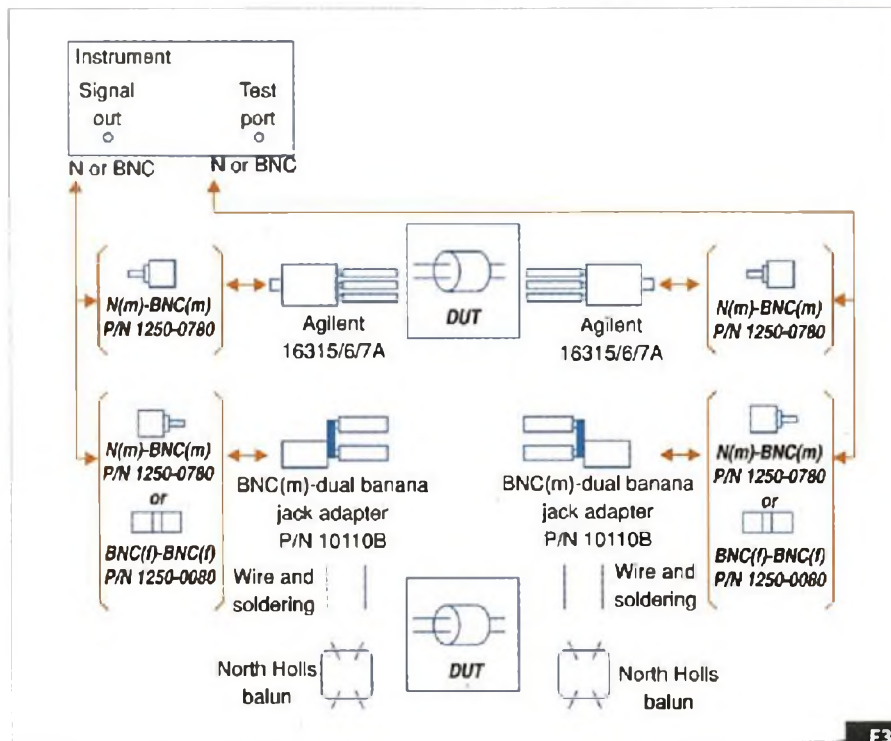 Instrument
Signal
out
Test
port
N or BNC
N or BNC
N(m)-BNC(m)
P/N 1250-0780
Agilent
16315/6/7A
DUT
Agilent
16315/6/7A
N(m)-BNC(m)
P/N 1250-0780
N(m)-BNC(m)
P/N 1250-0780
or
BNC(f)-BNC(f)
P/N 1250-0080
BNC(m)-dual banana
jack adapter
P/N 10110B
BNC(m)-dual banana
jack adapter
P/N 10110B
N(m)-BNC(m)
P/N 1250-0780
or
BNC(f)-BNC(f)
P/N 1250-0080
Wire and
soldering
Wire and
soldering
North Holls
balun
DUT
North Holls
balun